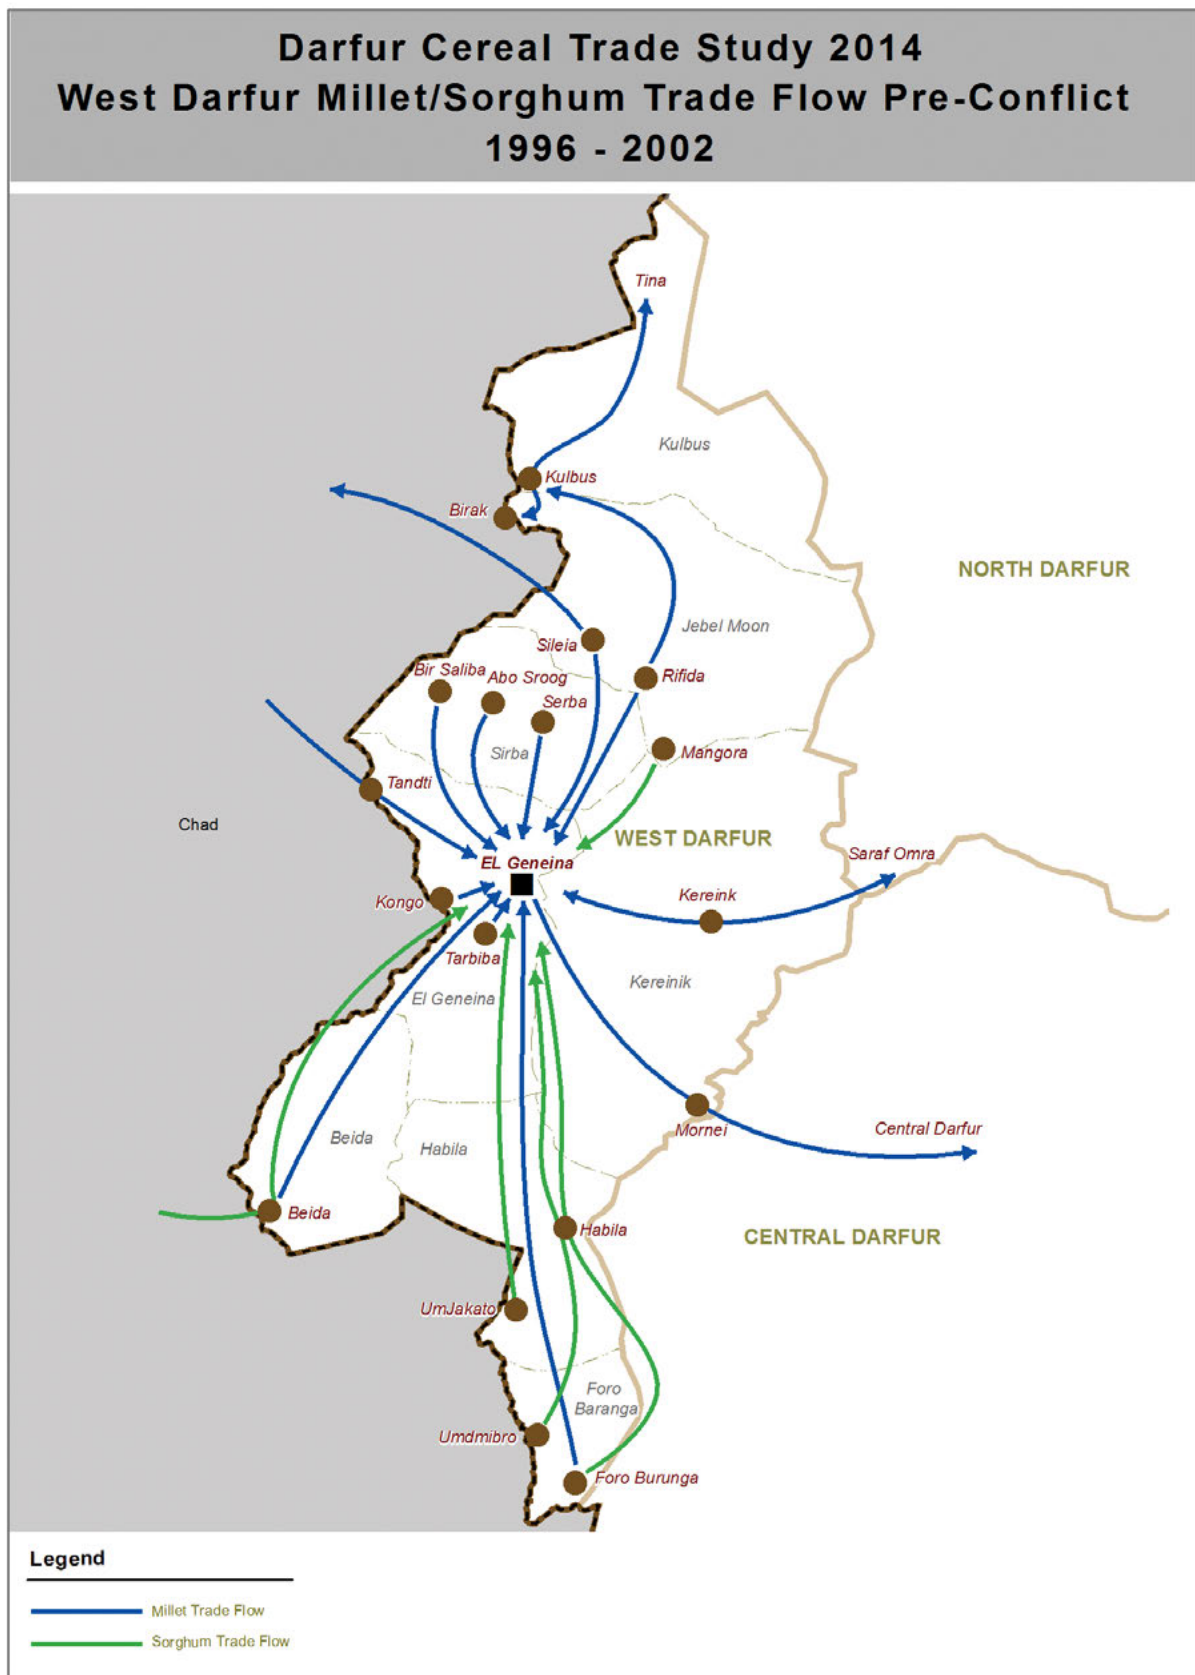 Darfur Cereal Trade Study 2014
West Darfur Millet/Sorghum Trade Flow Pre-Conflict
1996 - 2002
Tina
Kulbus
Kulbus
Birak
NORTH DARFUR
Jebel Moon
Sileia
Bir Saliba
Abo Sroog
Rifida
Serba
Sirba
Mangora
Tandti
Chad
WEST DARFUR
EL Geneina
Saraf Omra
Kongo
Kereink
Tarbiba
El Geneina
Kereinik
Mornei
Central Darfur
Beida
Habila
Beida
Habila
CENTRAL DARFUR
UmJakato
Foro
Baranga
Umdmibro
Foro Burunga
Legend
Millet Trade Flow
Sorghum Trade Flow